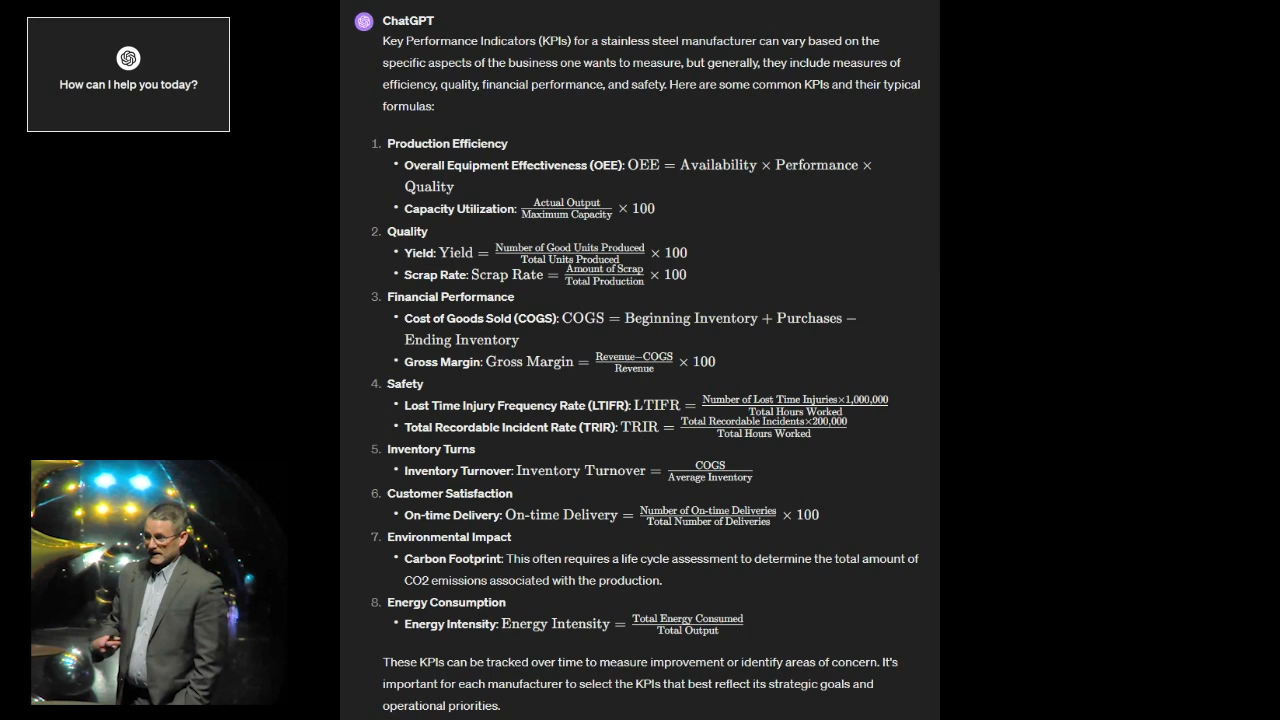 How can I help you today?
ChatGPT
Key Performance Indicators (KPIs) for a stainless steel manufacturer can vary based on the
specific aspects of the business one wants to measure, but generally, they include measures of
efficiency, quality, financial performance, and safety. Here are some common KPIs and their typical
formulas:
1. Production Efficiency
• Overall Equipment Effectiveness (OEE): OEE = Availability × Performance ×
Quality
• Capacity Utilization: Actual Output / Maximum Capacity × 100
2. Quality
• Yield: Yield = Number of Good Units Produced / Total Units Produced × 100
• Scrap Rate: Scrap Rate = Amount of Scrap / Total Production × 100
3. Financial Performance
• Cost of Goods Sold (COGS): COGS = Beginning Inventory + Purchases −
Ending Inventory
• Gross Margin: Gross Margin = Revenue−COGS / Revenue × 100
4. Safety
• Lost Time Injury Frequency Rate (LTIFR): LTIFR = Number of Lost Time Injuries×1,000,000 / Total Hours Worked
• Total Recordable Incident Rate (TRIR): TRIR = Total Recordable Incidents×200,000 / Total Hours Worked
5. Inventory Turns
• Inventory Turnover: Inventory Turnover = COGS / Average Inventory
6. Customer Satisfaction
• On-time Delivery: On-time Delivery = Number of On-time Deliveries / Total Number of Deliveries × 100
7. Environmental Impact
• Carbon Footprint: This often requires a life cycle assessment to determine the total amount of
CO2 emissions associated with the production.
8. Energy Consumption
• Energy Intensity: Energy Intensity = Total Energy Consumed / Total Output
These KPIs can be tracked over time to measure improvement or identify areas of concern. It's
important for each manufacturer to select the KPIs that best reflect its strategic goals and
operational priorities.